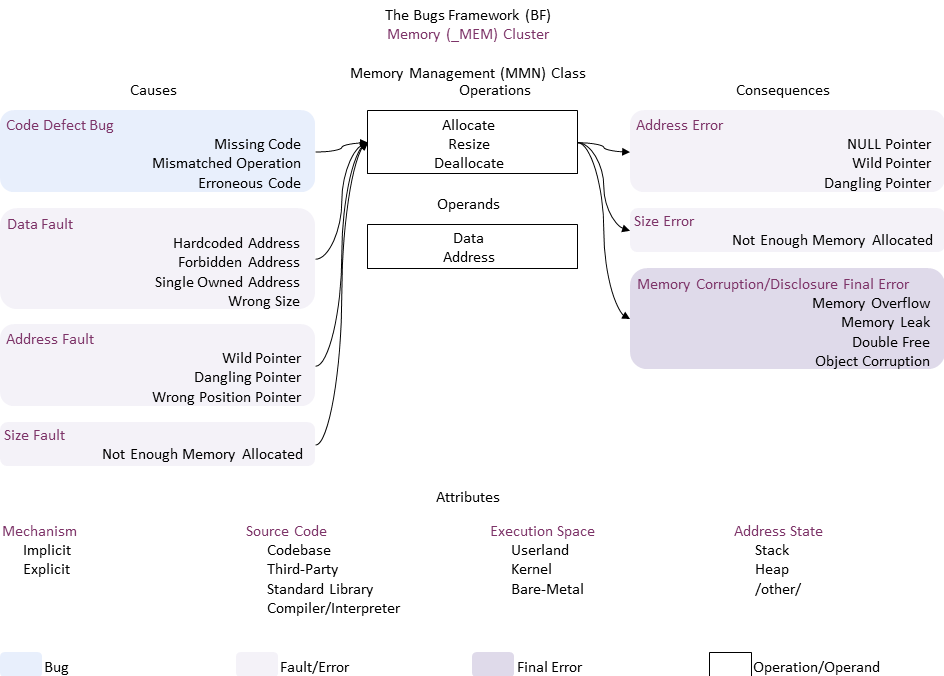 The Bugs Framework (BF)
Memory (_MEM) Cluster
Memory Management (MMN) Class
Causes
Operations
Consequences
Code Defect Bug
Missing Code
Mismatched Operation
Erroneous Code
Data Fault
Hardcoded Address
Forbidden Address
Single Owned Address
Wrong Size
Address Fault
Wild Pointer
Dangling Pointer
Wrong Position Pointer
Size Fault
Not Enough Memory Allocated
Allocate
Resize
Deallocate
Operands
Data
Address
Address Error
NULL Pointer
Wild Pointer
Dangling Pointer
Size Error
Not Enough Memory Allocated
Memory Corruption/Disclosure Final Error
Memory Overflow
Memory Leak
Double Free
Object Corruption
Attributes
Mechanism
Implicit
Explicit
Source Code
Codebase
Third-Party
Standard Library
Compiler/Interpreter
Execution Space
Userland
Kernel
Bare-Metal
Address State
Stack
Heap
/other/
Bug
Fault/Error
Final Error
Operation/Operand